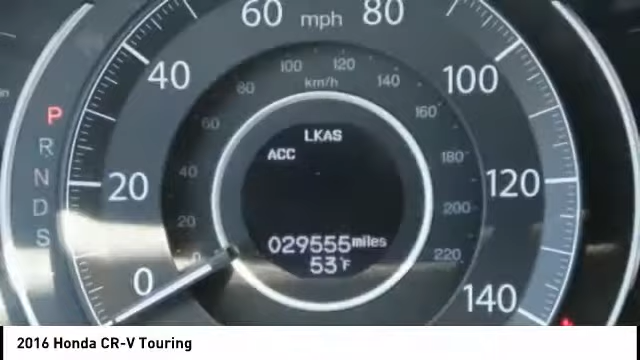 60 mph 80
40 100
20 120
0 140
100 120
80 km/h 140
60 160
40 180
20 200
0 220
P
R
N
D
S
LKAS
ACC
029555 miles
53°F
2016 Honda CR-V Touring